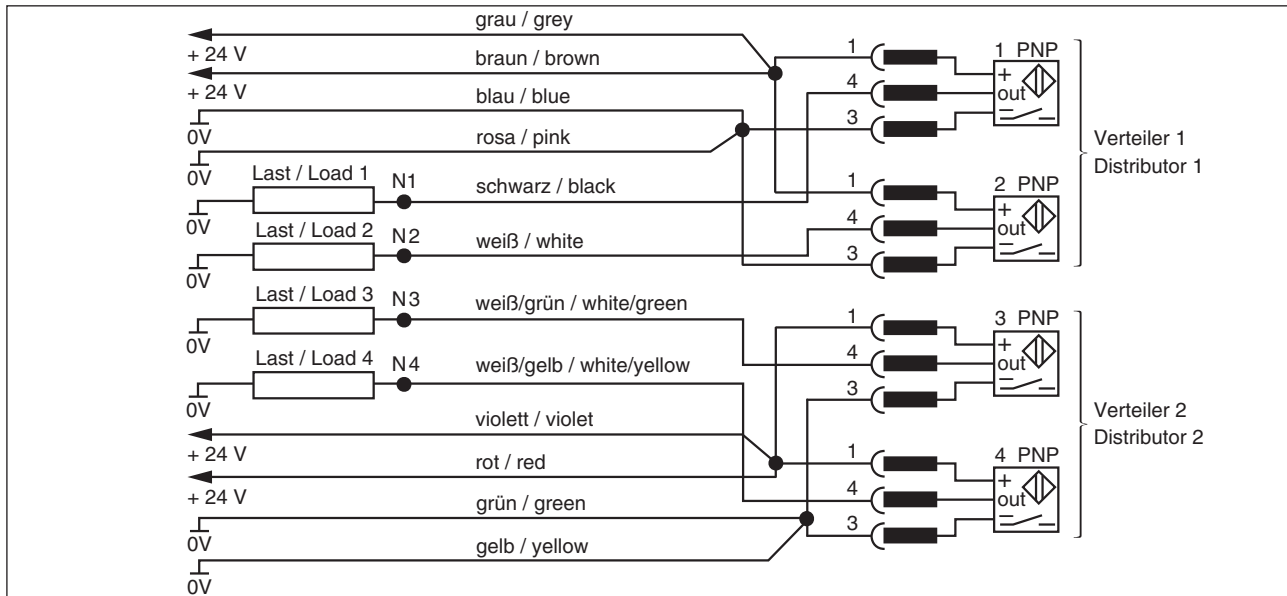 grau / grey
+ 24 V
braun / brown
+ 24 V
blau / blue
0V
rosa / pink
0V
Last / Load 1 N1 schwarz / black
0V
Last / Load 2 N2 weiß / white
0V
Last / Load 3 N3 weiß/grün / white/green
0V
Last / Load 4 N4 weiß/gelb / white/yellow
0V
violett / violet
+ 24 V
rot / red
+ 24 V
grün / green
0V
gelb / yellow
0V
1 1 PNP
+
4 out
3 −
Verteiler 1
Distributor 1
1 2 PNP
+
4 out
3 −
1 3 PNP
+
4 out
3 −
Verteiler 2
Distributor 2
1 4 PNP
+
4 out
3 −